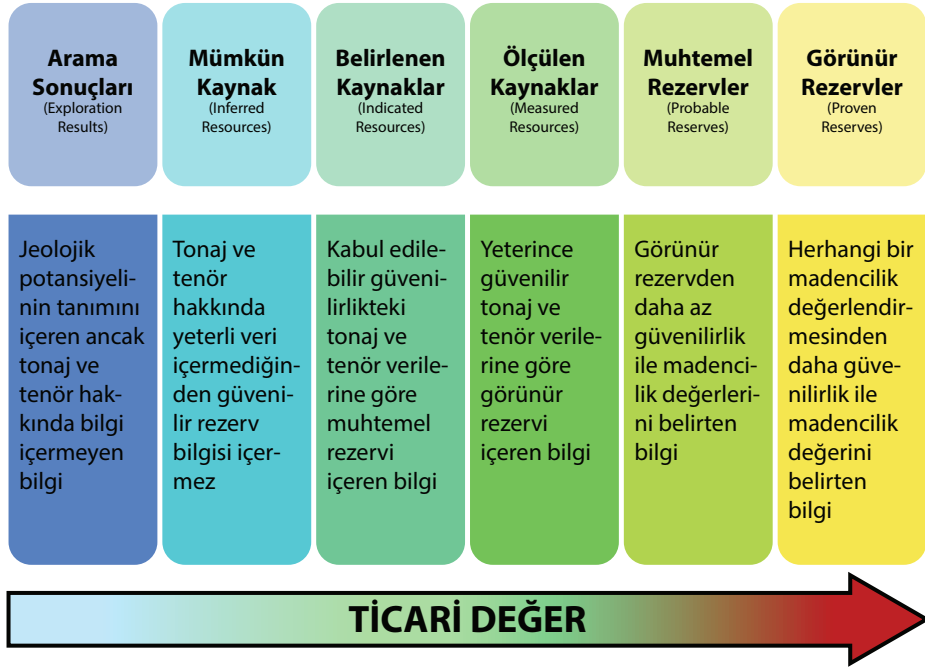 Arama
Sonuçları
(Exploration
Results)
Mümkün
Kaynak
(Inferred
Resources)
Belirlenen
Kaynaklar
(Indicated
Resources)
Ölçülen
Kaynaklar
(Measured
Resources)
Muhtemel
Rezervler
(Probable
Reserves)
Görünür
Rezervler
(Proven
Reserves)
Jeolojik
potansiyeli-
nin tanımını
içeren ancak
tonaj ve
tenör hak-
kında bilgi
içermeyen
bilgi
Tonaj ve
tenör
hakkında
yeterli veri
içermediğin-
den güveni-
lir rezerv
bilgisi içer-
mez
Kabul edile-
bilir güveni-
lirlikteki
tonaj ve
tenör verile-
rine göre
muhtemel
rezervi
içeren bilgi
Yeterince
güvenilir
tonaj ve
tenör verile-
rine göre
görünür
rezervi
içeren bilgi
Görünür
rezervden
daha az
güvenilirlik
ile madenci-
lik değerleri-
ni belirten
bilgi
Herhangi bir
madencilik
değerlendir-
mesinden
daha güve-
nilirlik ile
madencilik
değerini
belirten
bilgi
TİCARİ DEĞER